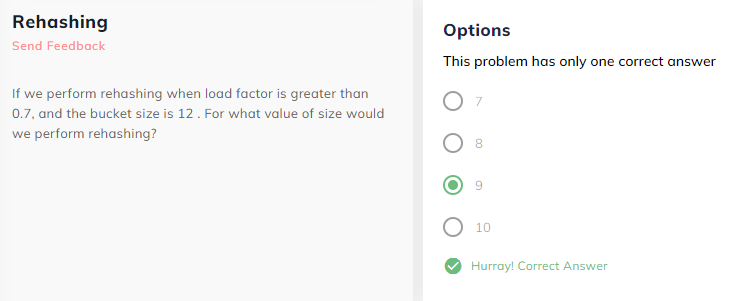 Rehashing
Send Feedback
If we perform rehashing when load factor is greater than
0.7, and the bucket size is 12 . For what value of size would
we perform rehashing?
Options
This problem has only one correct answer
7
8
9
10
Hurray! Correct Answer